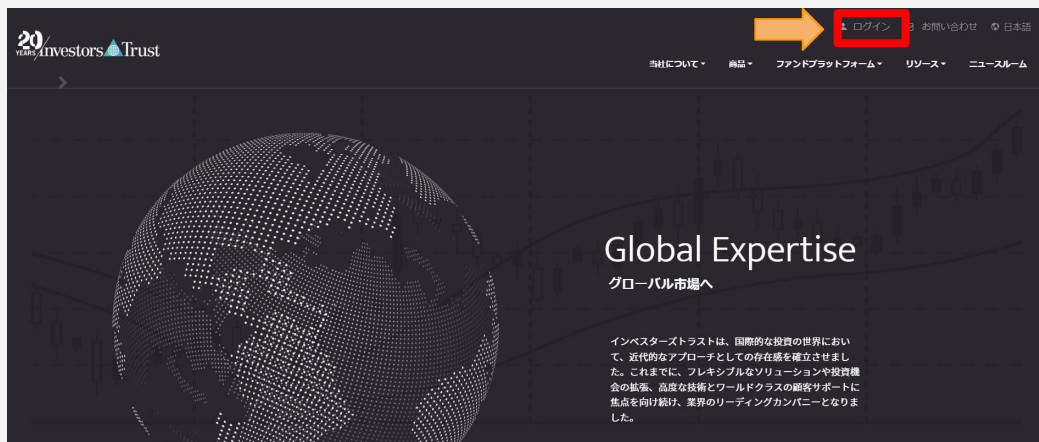 ログイン お問い合わせ 日本語
20 YEARS Investors Trust
当社について 商品 ファンドプラットフォーム リソース ニュースルーム
Global Expertise
グローバル市場へ
インベスターズトラストは、国際的な投資の世界におい
て、近代的なアプローチとしての存在感を確立させまし
た。これまでに、フレキシブルなソリューションや投資機
会の拡張、高度な技術とワールドクラスの顧客サポートに
焦点を向け続け、業界のリーディングカンパニーとなりま
した。